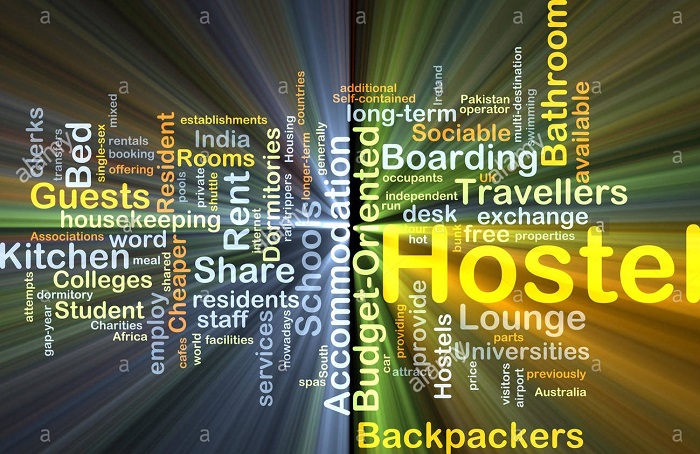 Hostel
Backpackers
Budget-Oriented
Accommodation
Bathroom
Boarding
Travellers
Guests
Kitchen
Share
Rent
Bed
Lounge
Schools
Universities
Hostels
Student
Colleges
residents
staff
services
employ
Cheaper
Resident
Dormitories
Rooms
India
housekeeping
word
Associations
meal
shared
dormitory
attempts
gap-year
Charities
Africa
cafes
world
facilities
nowadays
spas
South
Clerks
transfers
single-sex
mixed
rentals
booking
offering
pools
private
shuttle
internet
establishments
Housing
countries
rail-trippers
longer-term
generally
additional
Self-contained
long-term
Sociable
Ireland
Pakistan
operator
multi-destination
swimming
available
occupants
UK
independent
run
desk
exchange
tour
hot
bunk
free
properties
provide
providing
car
attract
price
parts
visitors
airport
previously
Australia
alamy
a